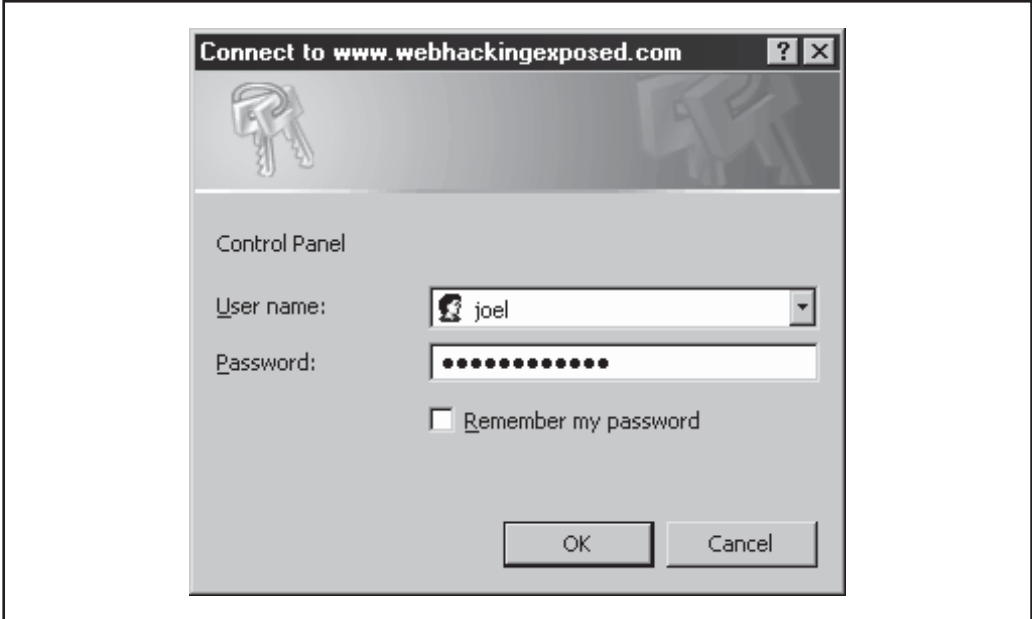 Connect to www.webhackingexposed.com
Control Panel
User name:
joel
Password:
••••••••••••
Remember my password
OK
Cancel